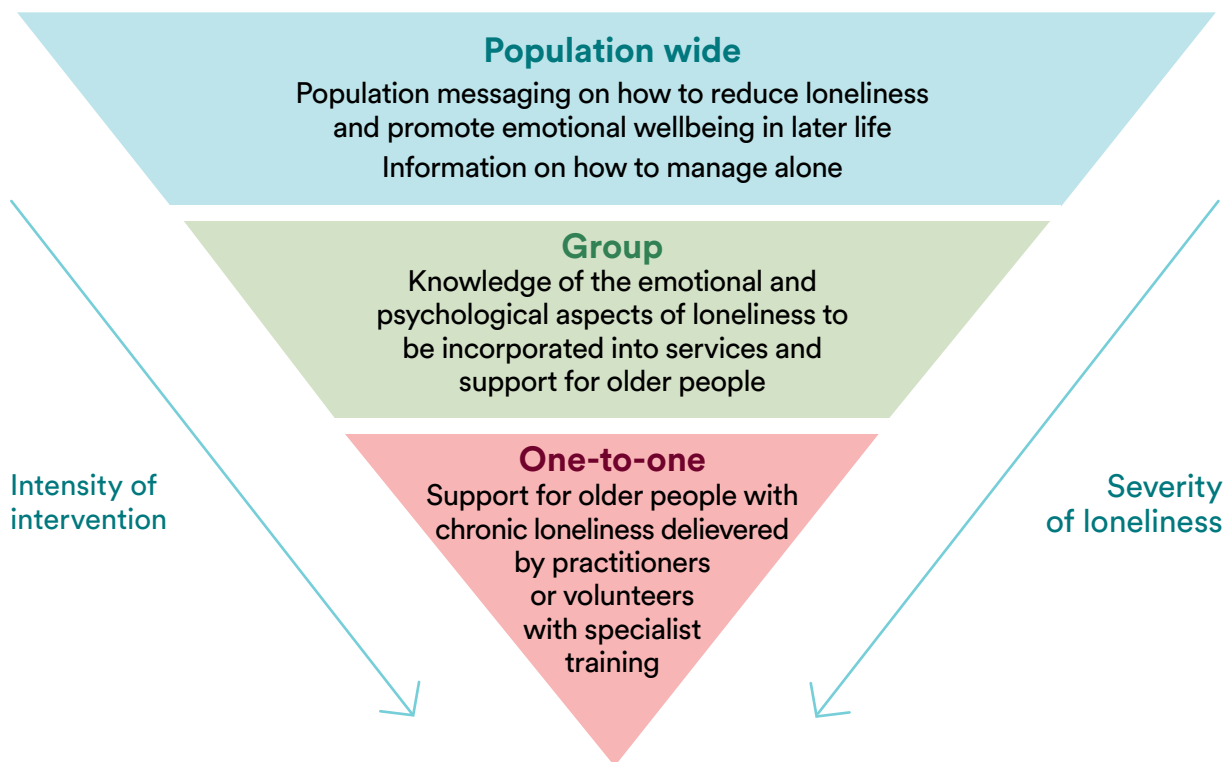 Population wide
Population messaging on how to reduce loneliness
and promote emotional wellbeing in later life
Information on how to manage alone
Group
Knowledge of the emotional and
psychological aspects of loneliness to
be incorporated into services and
support for older people
One-to-one
Support for older people with
chronic loneliness delievered
by practitioners
or volunteers
with specialist
training
Intensity of
intervention
Severity
of loneliness